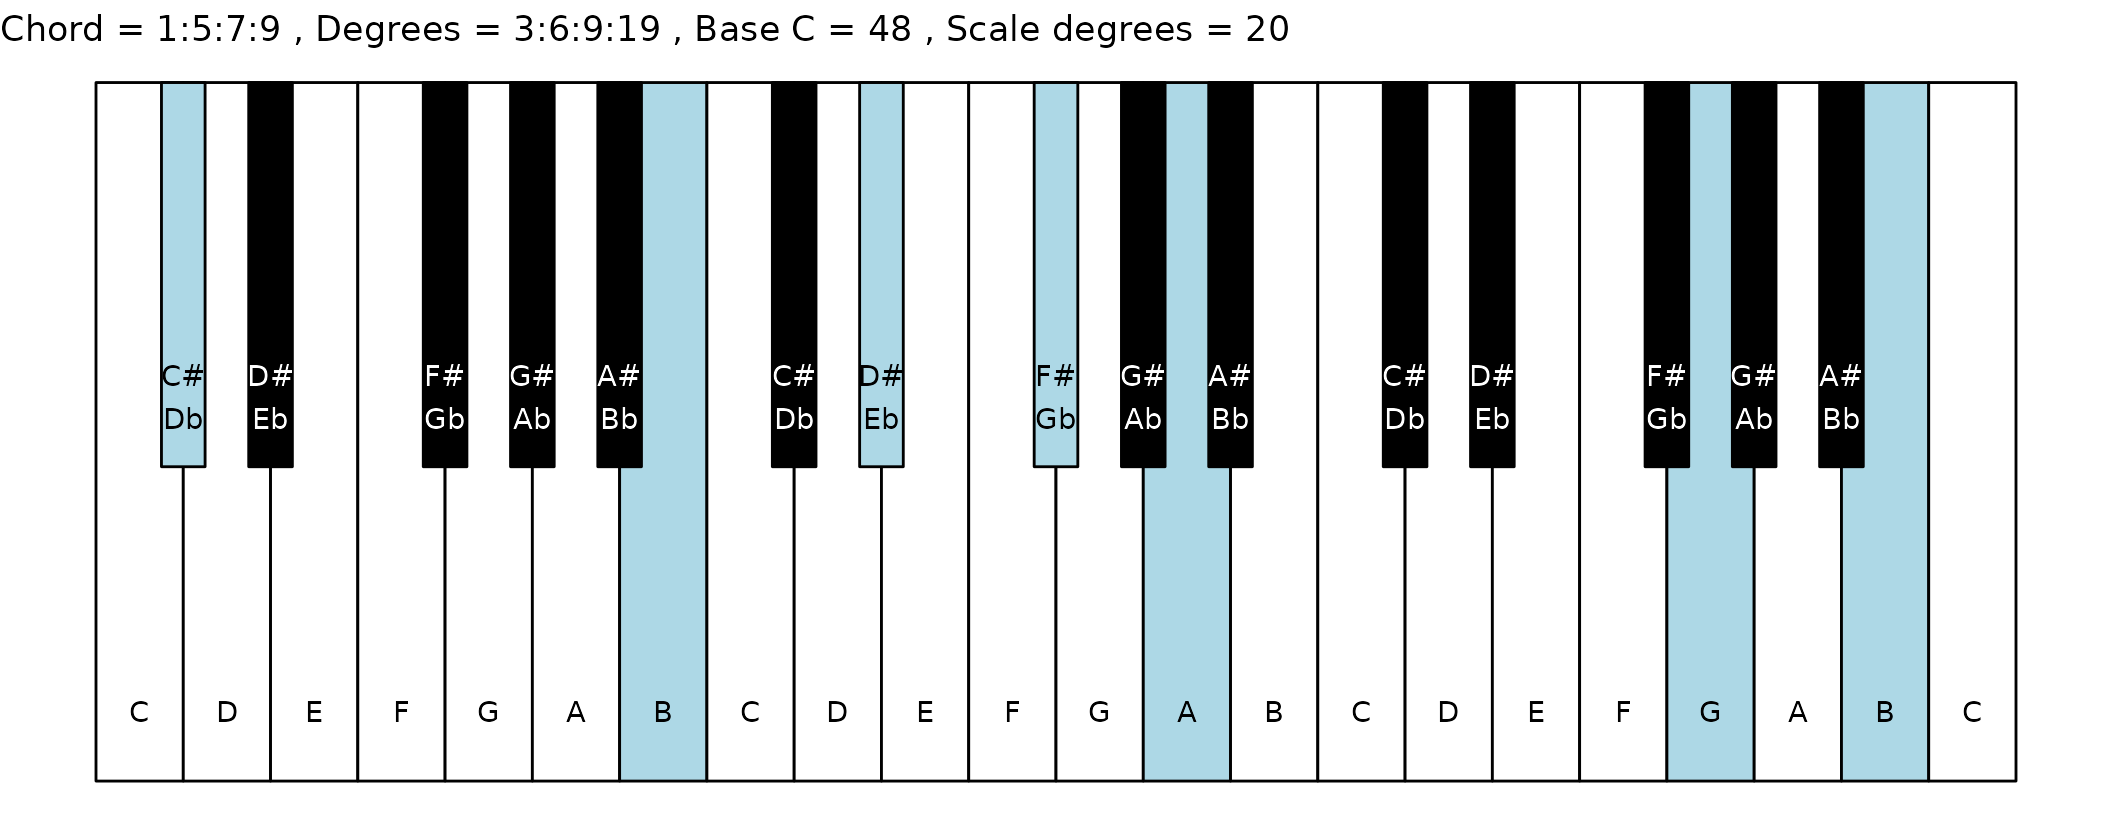 Chord = 1:5:7:9 , Degrees = 3:6:9:19 , Base C = 48 , Scale degrees = 20
C# D# F# G# A# C# D# F# G# A# C# D# F# G# A#
Db Eb Gb Ab Bb Db Eb Gb Ab Bb Db Eb Gb Ab Bb
C D E F G A B C D E F G A B C D E F G A B C